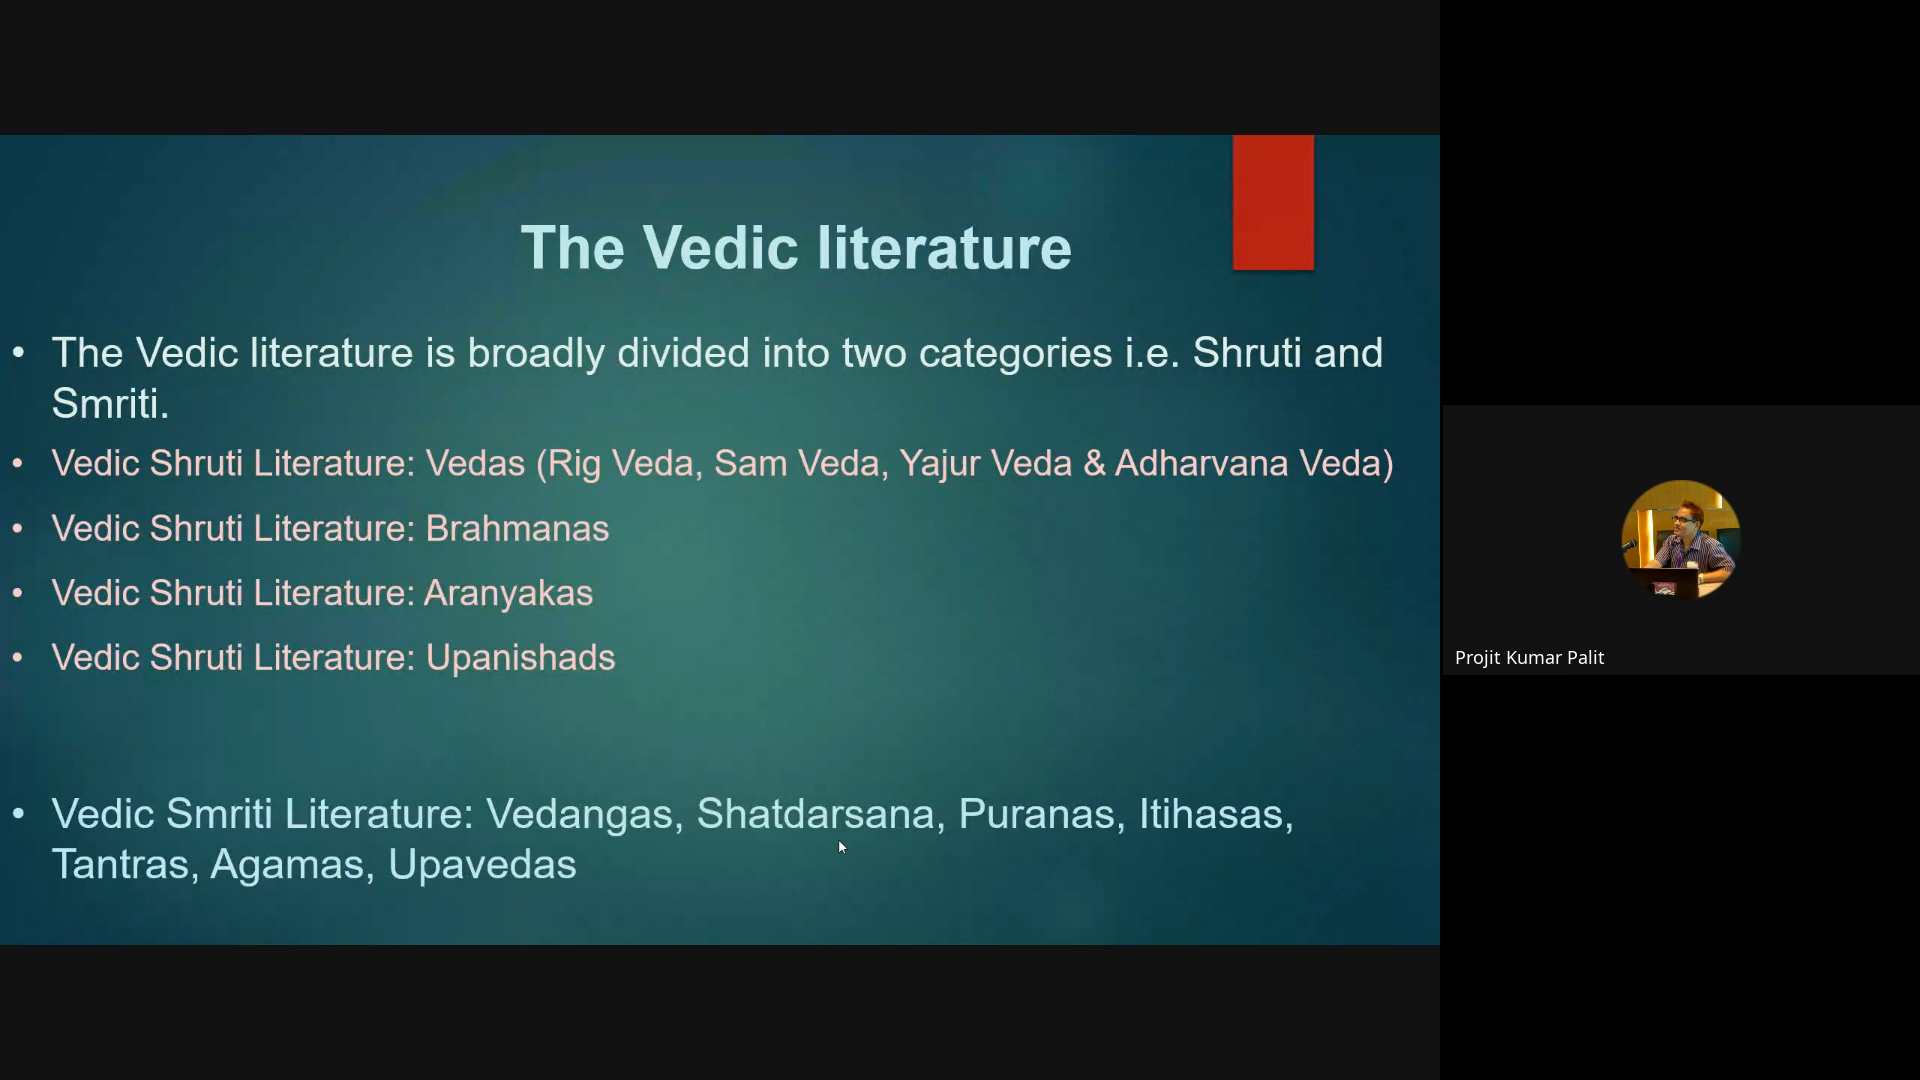 The Vedic literature
• The Vedic literature is broadly divided into two categories i.e. Shruti and
Smriti.
• Vedic Shruti Literature: Vedas (Rig Veda, Sam Veda, Yajur Veda & Adharvana Veda)
• Vedic Shruti Literature: Brahmanas
• Vedic Shruti Literature: Aranyakas
• Vedic Shruti Literature: Upanishads
• Vedic Smriti Literature: Vedangas, Shatdarsana, Puranas, Itihasas,
Tantras, Agamas, Upavedas
Projit Kumar Palit